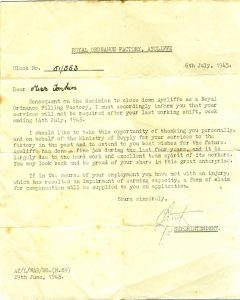 ROYAL ORDNANCE FACTORY, AYCLIFFE
Clock No. 6th July, 1945.
Dear Miss
Consequent on the decision to close down Aycliffe as a Royal
Ordnance Filling Factory, I must accordingly inform you that your
services will not be required after your last working shift, week
ending 14th July, 1945.
I should like to take this opportunity of thanking you personally,
and on behalf of the Ministry of Supply for your services to the
factory in the past and to extend to you best wishes for the future.
Aycliffe has done a fine job during the last four years, and it is
largely due to the hard work and excellent team spirit of its workers.
You may look back and be proud of your share in this great enterprise.
If in the course of your employment you have met with an injury,
which has resulted in impairment of earning capacity, a form of claim
for compensation will be supplied to you on application.
Yours sincerely,
SUPERINTENDENT.
29th June, 1945.